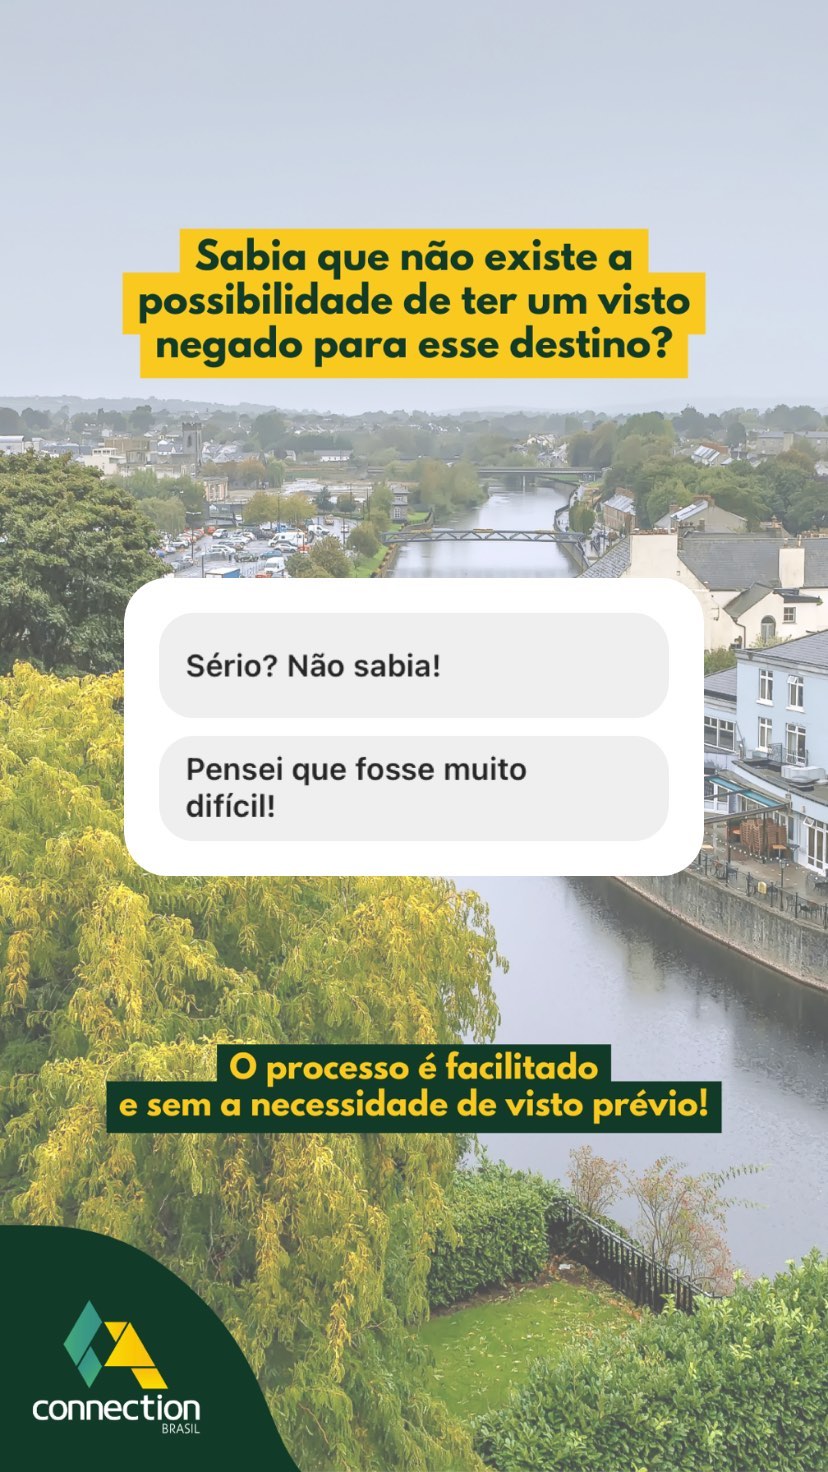 Sabia que não existe a
possibilidade de ter um visto
negado para esse destino?
Sério? Não sabia!
Pensei que fosse muito
difícil!
O processo é facilitado
e sem a necessidade de visto prévio!
connection
BRASIL